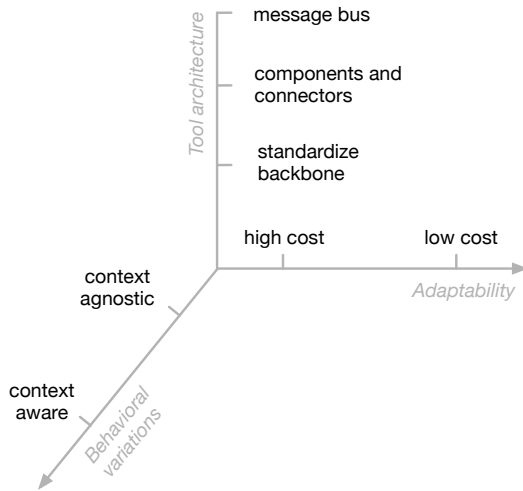 message bus
Tool architecture
components and
connectors
standardize
backbone
high cost
low cost
Adaptability
context
agnostic
context
aware
Behavioral
variations